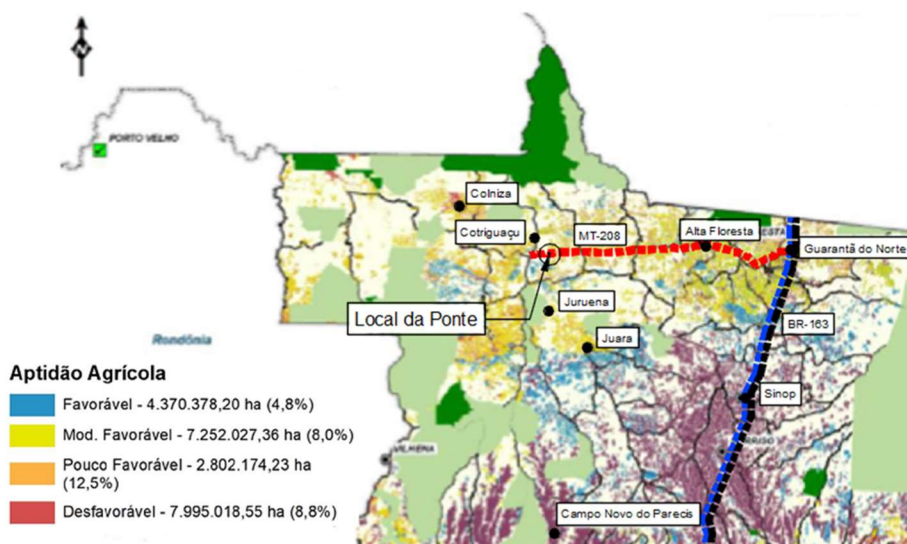 N
PORTO VELHO
Colniza
Cotriguaçu
MT-208
Alta Floresta
Guarantã do Norte
Local da Ponte
Juruena
Juara
BR-163
Rondônia
Sinop
VILHENA
Campo Novo do Parecis
Aptidão Agrícola
Favorável - 4.370.378,20 ha (4,8%)
Mod. Favorável - 7.252.027,36 ha (8,0%)
Pouco Favorável - 2.802.174,23 ha
(12,5%)
Desfavorável - 7.995.018,55 ha (8,8%)